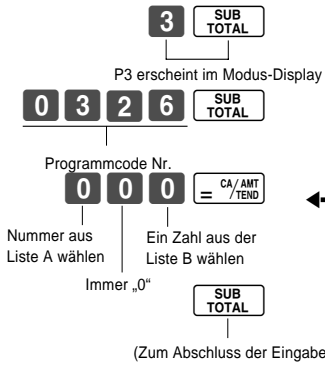 3 SUB TOTAL
P3 erscheint im Modus-Display
0 3 2 6 SUB TOTAL
Programmcode Nr.
0 0 0 = CA/AMT/TEND
Nummer aus
Liste A wählen
Ein Zahl aus der
Liste B wählen
Immer „0“
SUB TOTAL
(Zum Abschluss der Eingabe